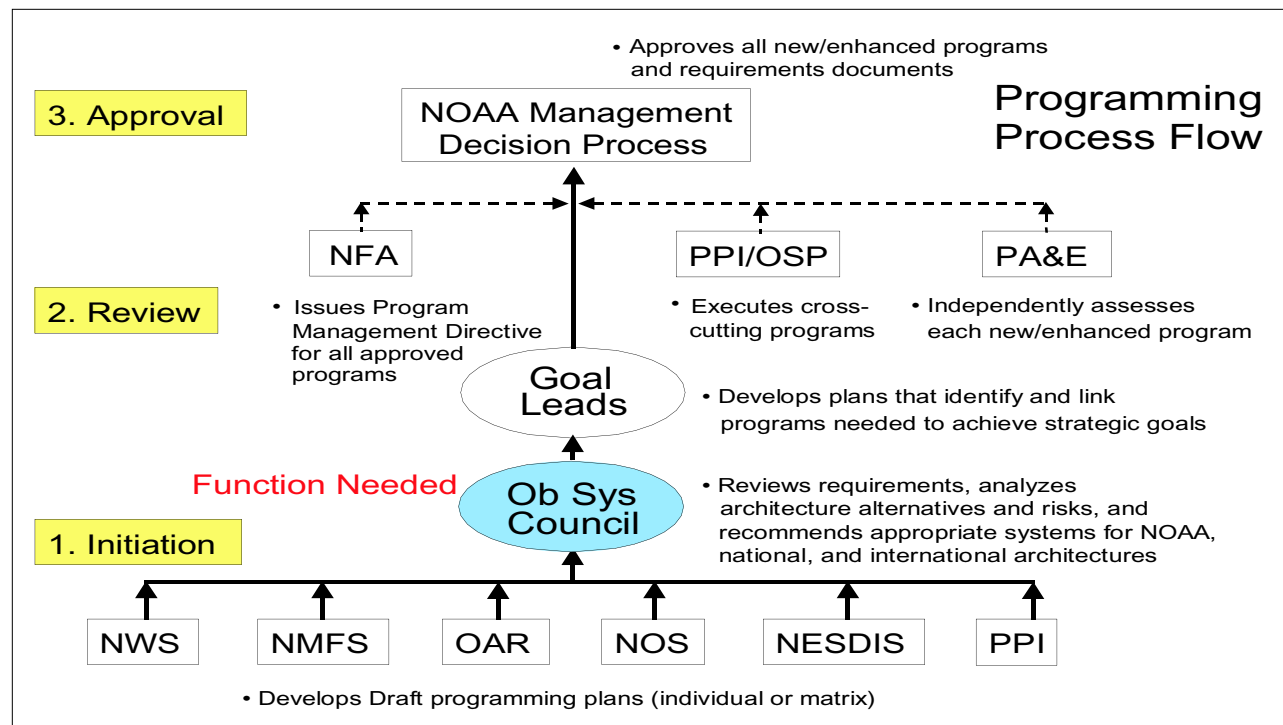 • Approves all new/enhanced programs
and requirements documents
Programming
Process Flow
3. Approval
NOAA Management
Decision Process
NFA
PPI/OSP
PA&E
2. Review
• Issues Program
Management Directive
for all approved
programs
• Executes cross-
cutting programs
• Independently assesses
each new/enhanced program
Goal
Leads
• Develops plans that identify and link
programs needed to achieve strategic goals
Function Needed
Ob Sys
Council
• Reviews requirements, analyzes
architecture alternatives and risks, and
recommends appropriate systems for NOAA,
national, and international architectures
1. Initiation
NWS
NMFS
OAR
NOS
NESDIS
PPI
• Develops Draft programming plans (individual or matrix)